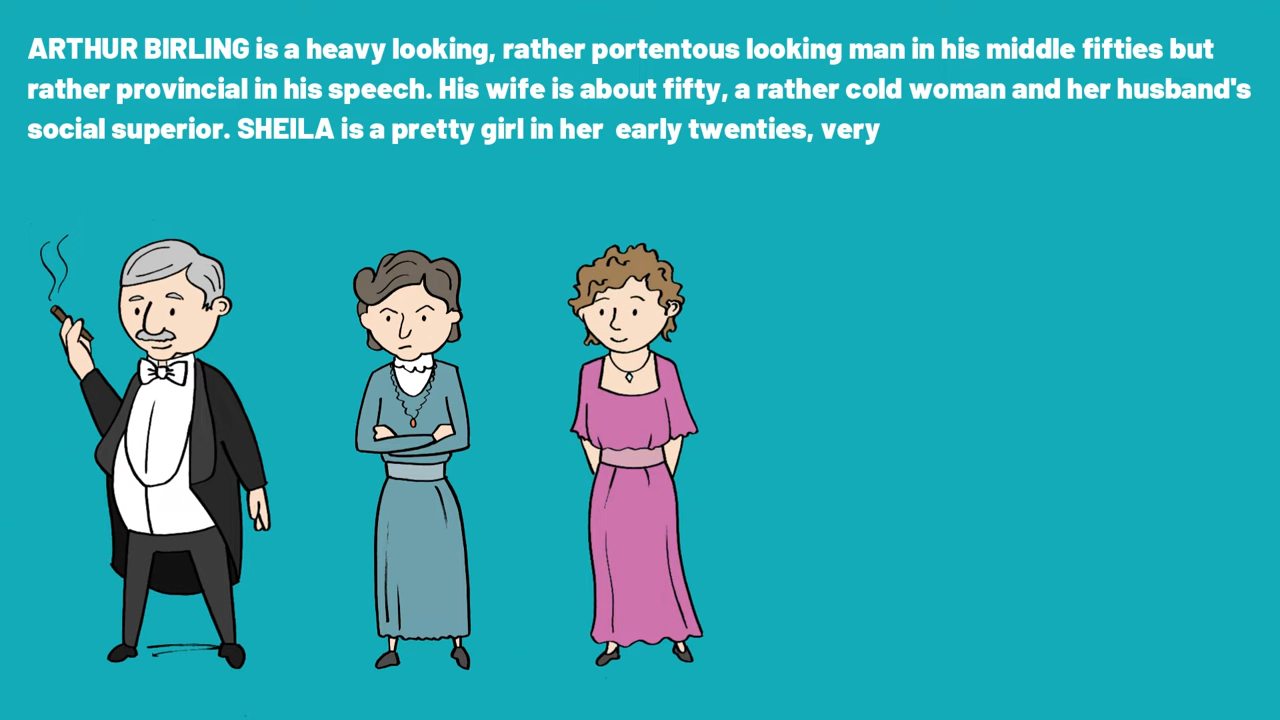 ARTHUR BIRLING is a heavy looking, rather portentous looking man in his middle fifties but
rather provincial in his speech. His wife is about fifty, a rather cold woman and her husband's
social superior. SHEILA is a pretty girl in her  early twenties, very